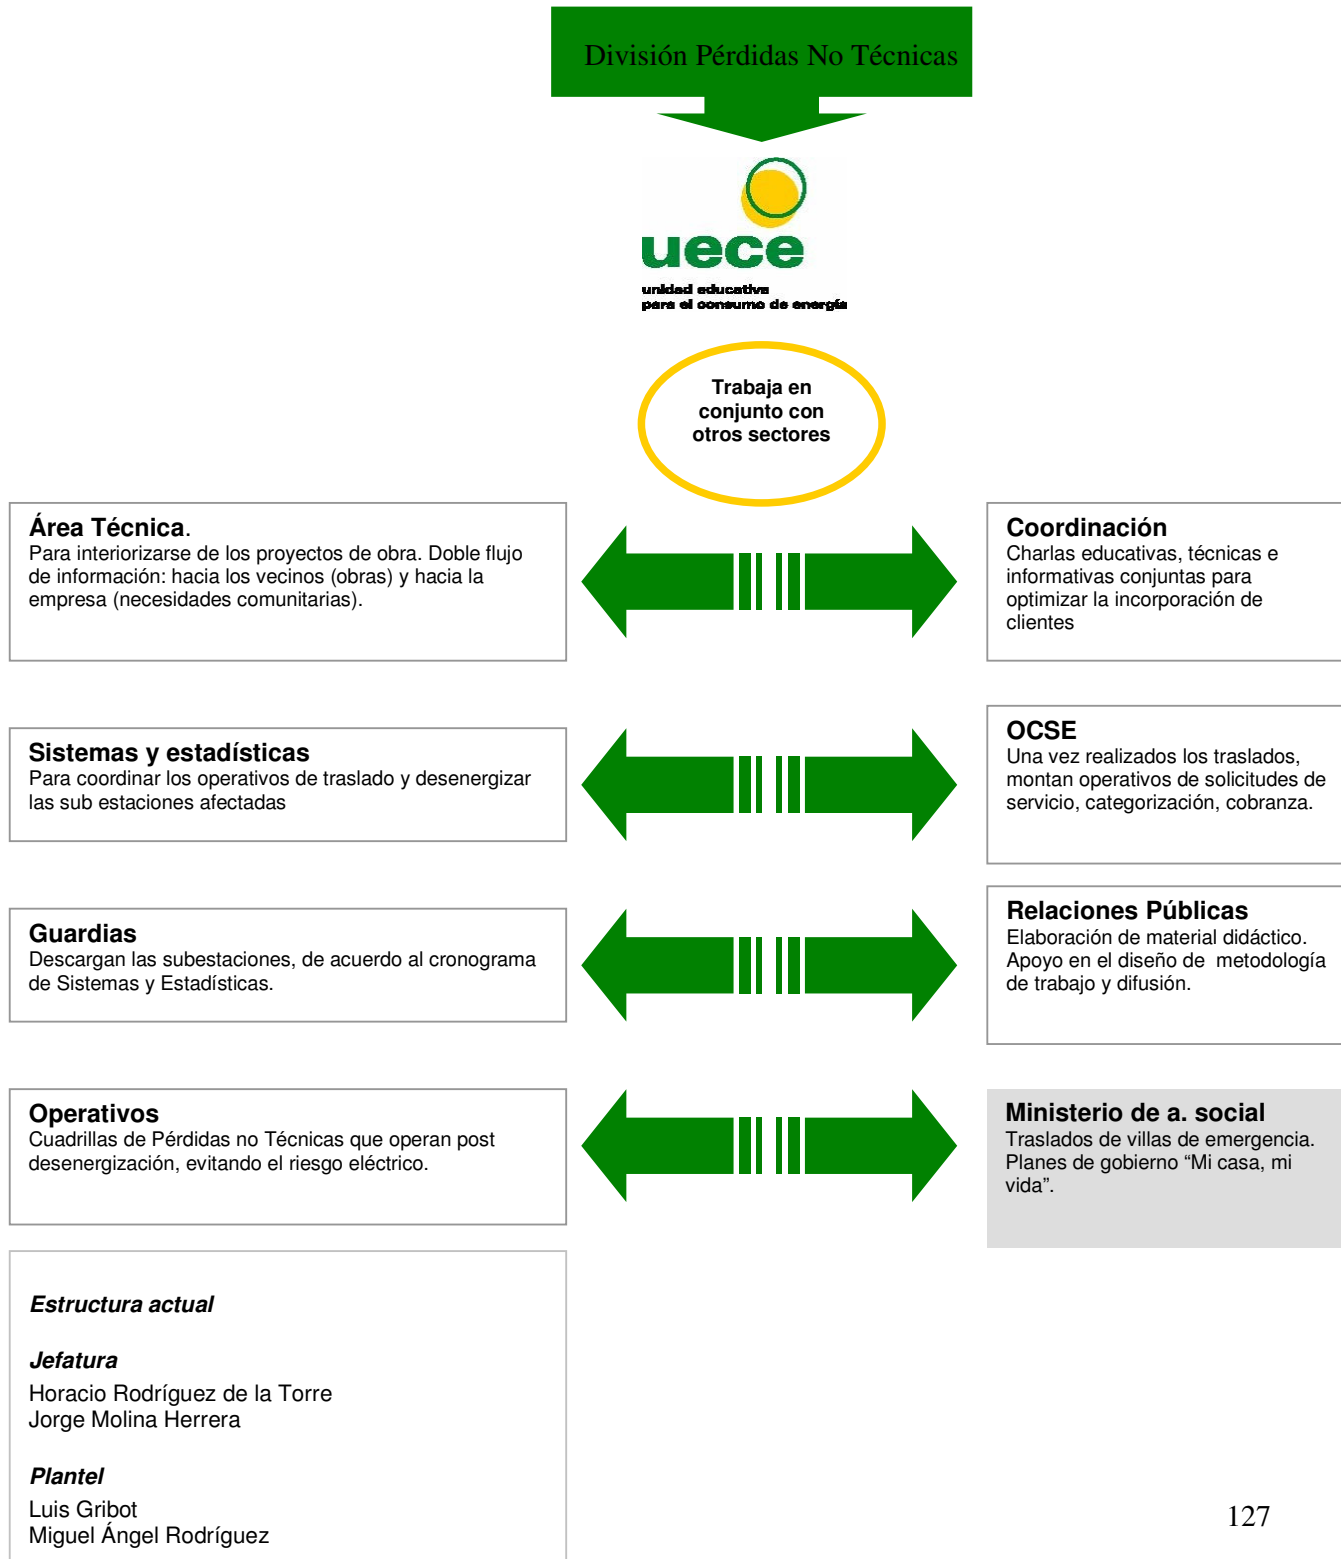 División Pérdidas No Técnicas
uece
unidad educativa
para el consumo de energía
Trabaja en
conjunto con
otros sectores
Área Técnica.
Para interiorizarse de los proyectos de obra. Doble flujo
de información: hacia los vecinos (obras) y hacia la
empresa (necesidades comunitarias).
Coordinación
Charlas educativas, técnicas e
informativas conjuntas para
optimizar la incorporación de
clientes
Sistemas y estadísticas
Para coordinar los operativos de traslado y desenergizar
las sub estaciones afectadas
OCSE
Una vez realizados los traslados,
montan operativos de solicitudes de
servicio, categorización, cobranza.
Guardias
Descargan las subestaciones, de acuerdo al cronograma
de Sistemas y Estadísticas.
Relaciones Públicas
Elaboración de material didáctico.
Apoyo en el diseño de  metodología
de trabajo y difusión.
Operativos
Cuadrillas de Pérdidas no Técnicas que operan post
desenergización, evitando el riesgo eléctrico.
Ministerio de a. social
Traslados de villas de emergencia.
Planes de gobierno “Mi casa, mi
vida”.
Estructura actual
Jefatura
Horacio Rodríguez de la Torre
Jorge Molina Herrera
Plantel
Luis Gribot
Miguel Ángel Rodríguez
127